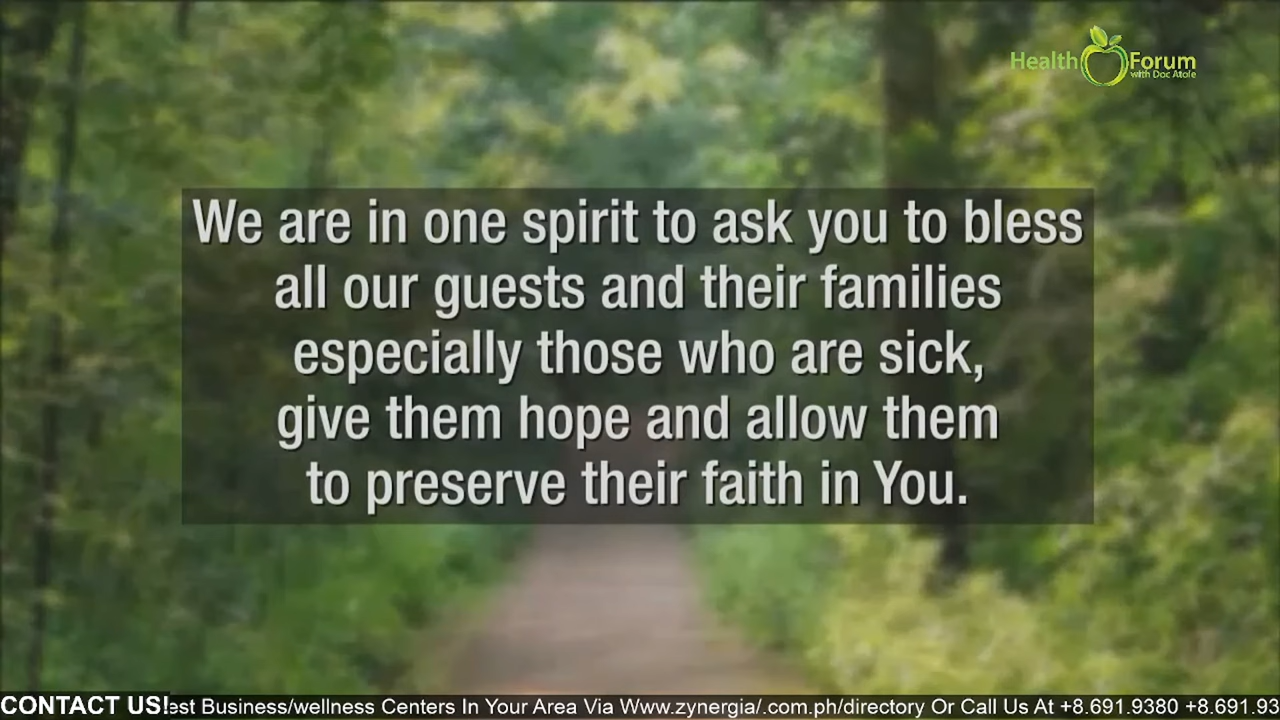 Health Forum
with Doc Atole
We are in one spirit to ask you to bless
all our guests and their families
especially those who are sick,
give them hope and allow them
to preserve their faith in You.
CONTACT US! est Business/wellness Centers In Your Area Via Www.zynergia/.com.ph/directory Or Call Us At +8.691.9380 +8.691.93